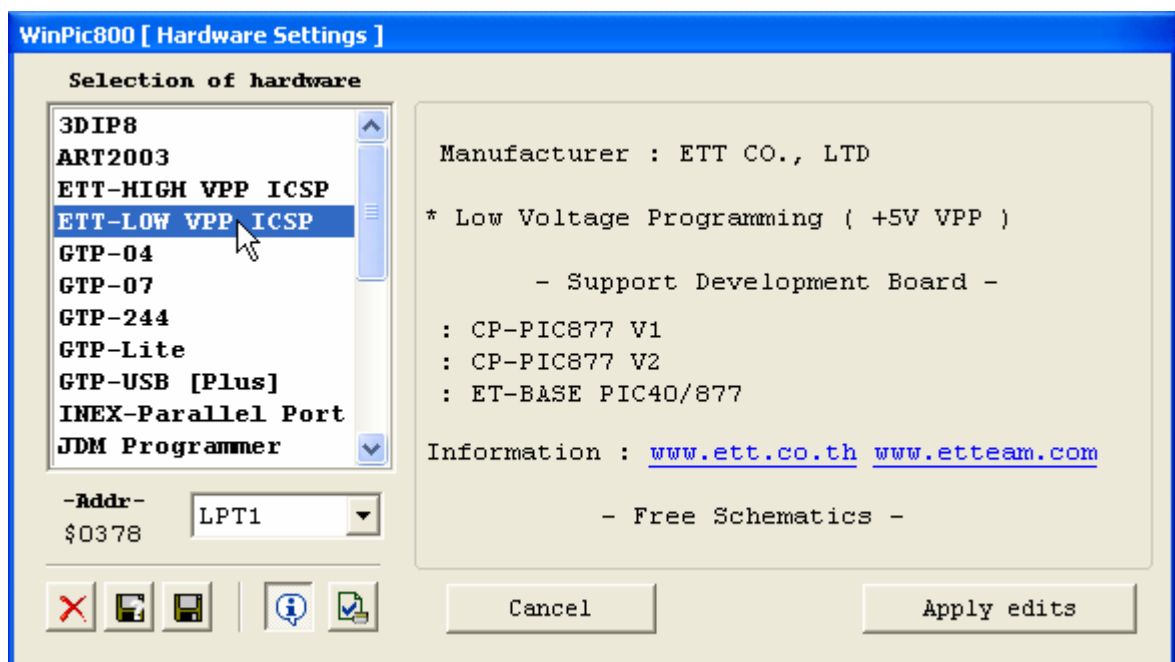 WinPic800 [ Hardware Settings ]
Selection of hardware
3DIP8
ART2003
ETT-HIGH VPP ICSP
ETT-LOW VPP ICSP
GTP-04
GTP-07
GTP-244
GTP-Lite
GTP-USB [Plus]
INEX-Parallel Port
JDM Programmer
-Addr-
$0378
LPT1
Manufacturer : ETT CO., LTD
* Low Voltage Programming ( +5V VPP )
- Support Development Board -
: CP-PIC877 V1
: CP-PIC877 V2
: ET-BASE PIC40/877
Information : www.ett.co.th www.etteam.com
- Free Schematics -
Cancel
Apply edits